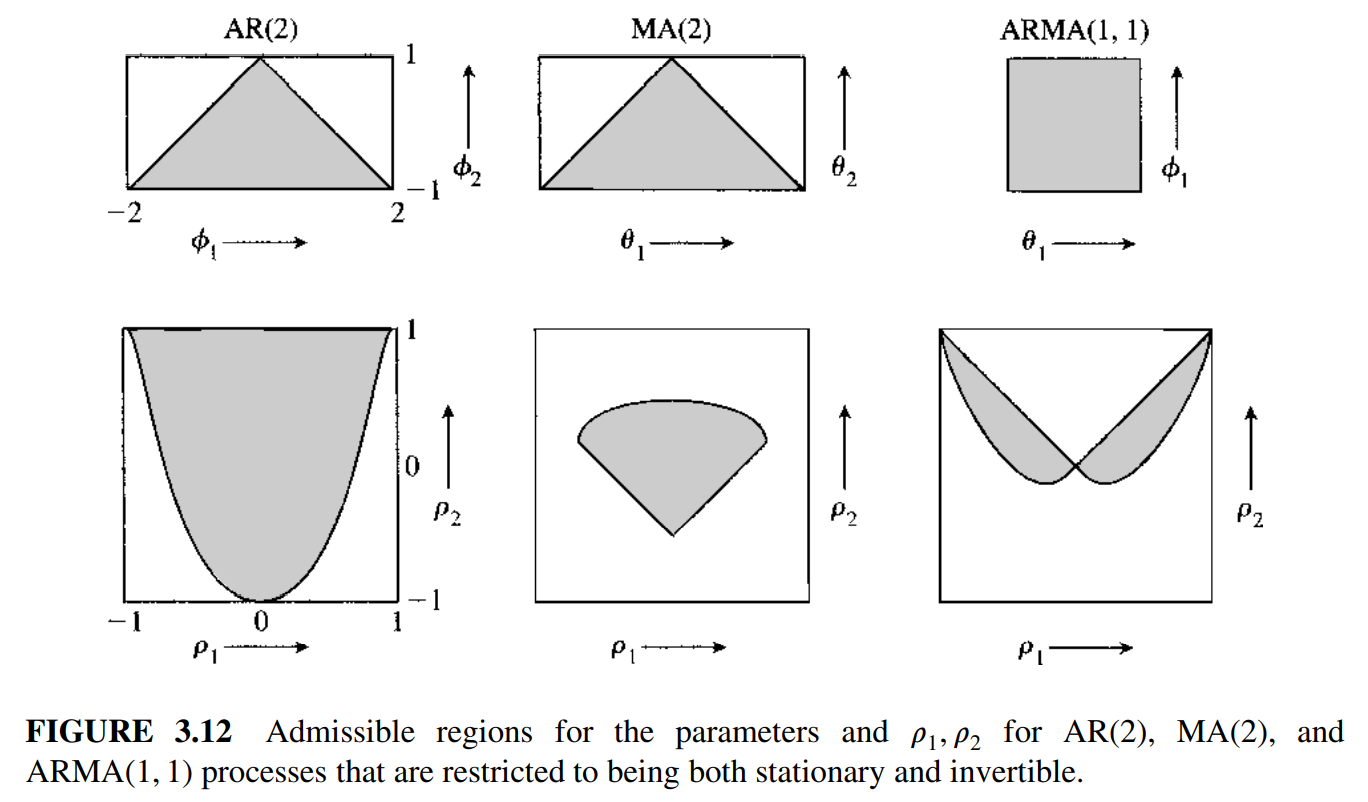 AR(2) MA(2) ARMA(1, 1)
1
ϕ₂ θ₂ ϕ₁
−1
−2 2
ϕ₁ θ₁ θ₁
1
0
ρ₂ ρ₂ ρ₂
−1
−1 0 1
ρ₁ ρ₁ ρ₁
FIGURE 3.12 Admissible regions for the parameters and ρ₁, ρ₂ for AR(2), MA(2), and
ARMA(1, 1) processes that are restricted to being both stationary and invertible.